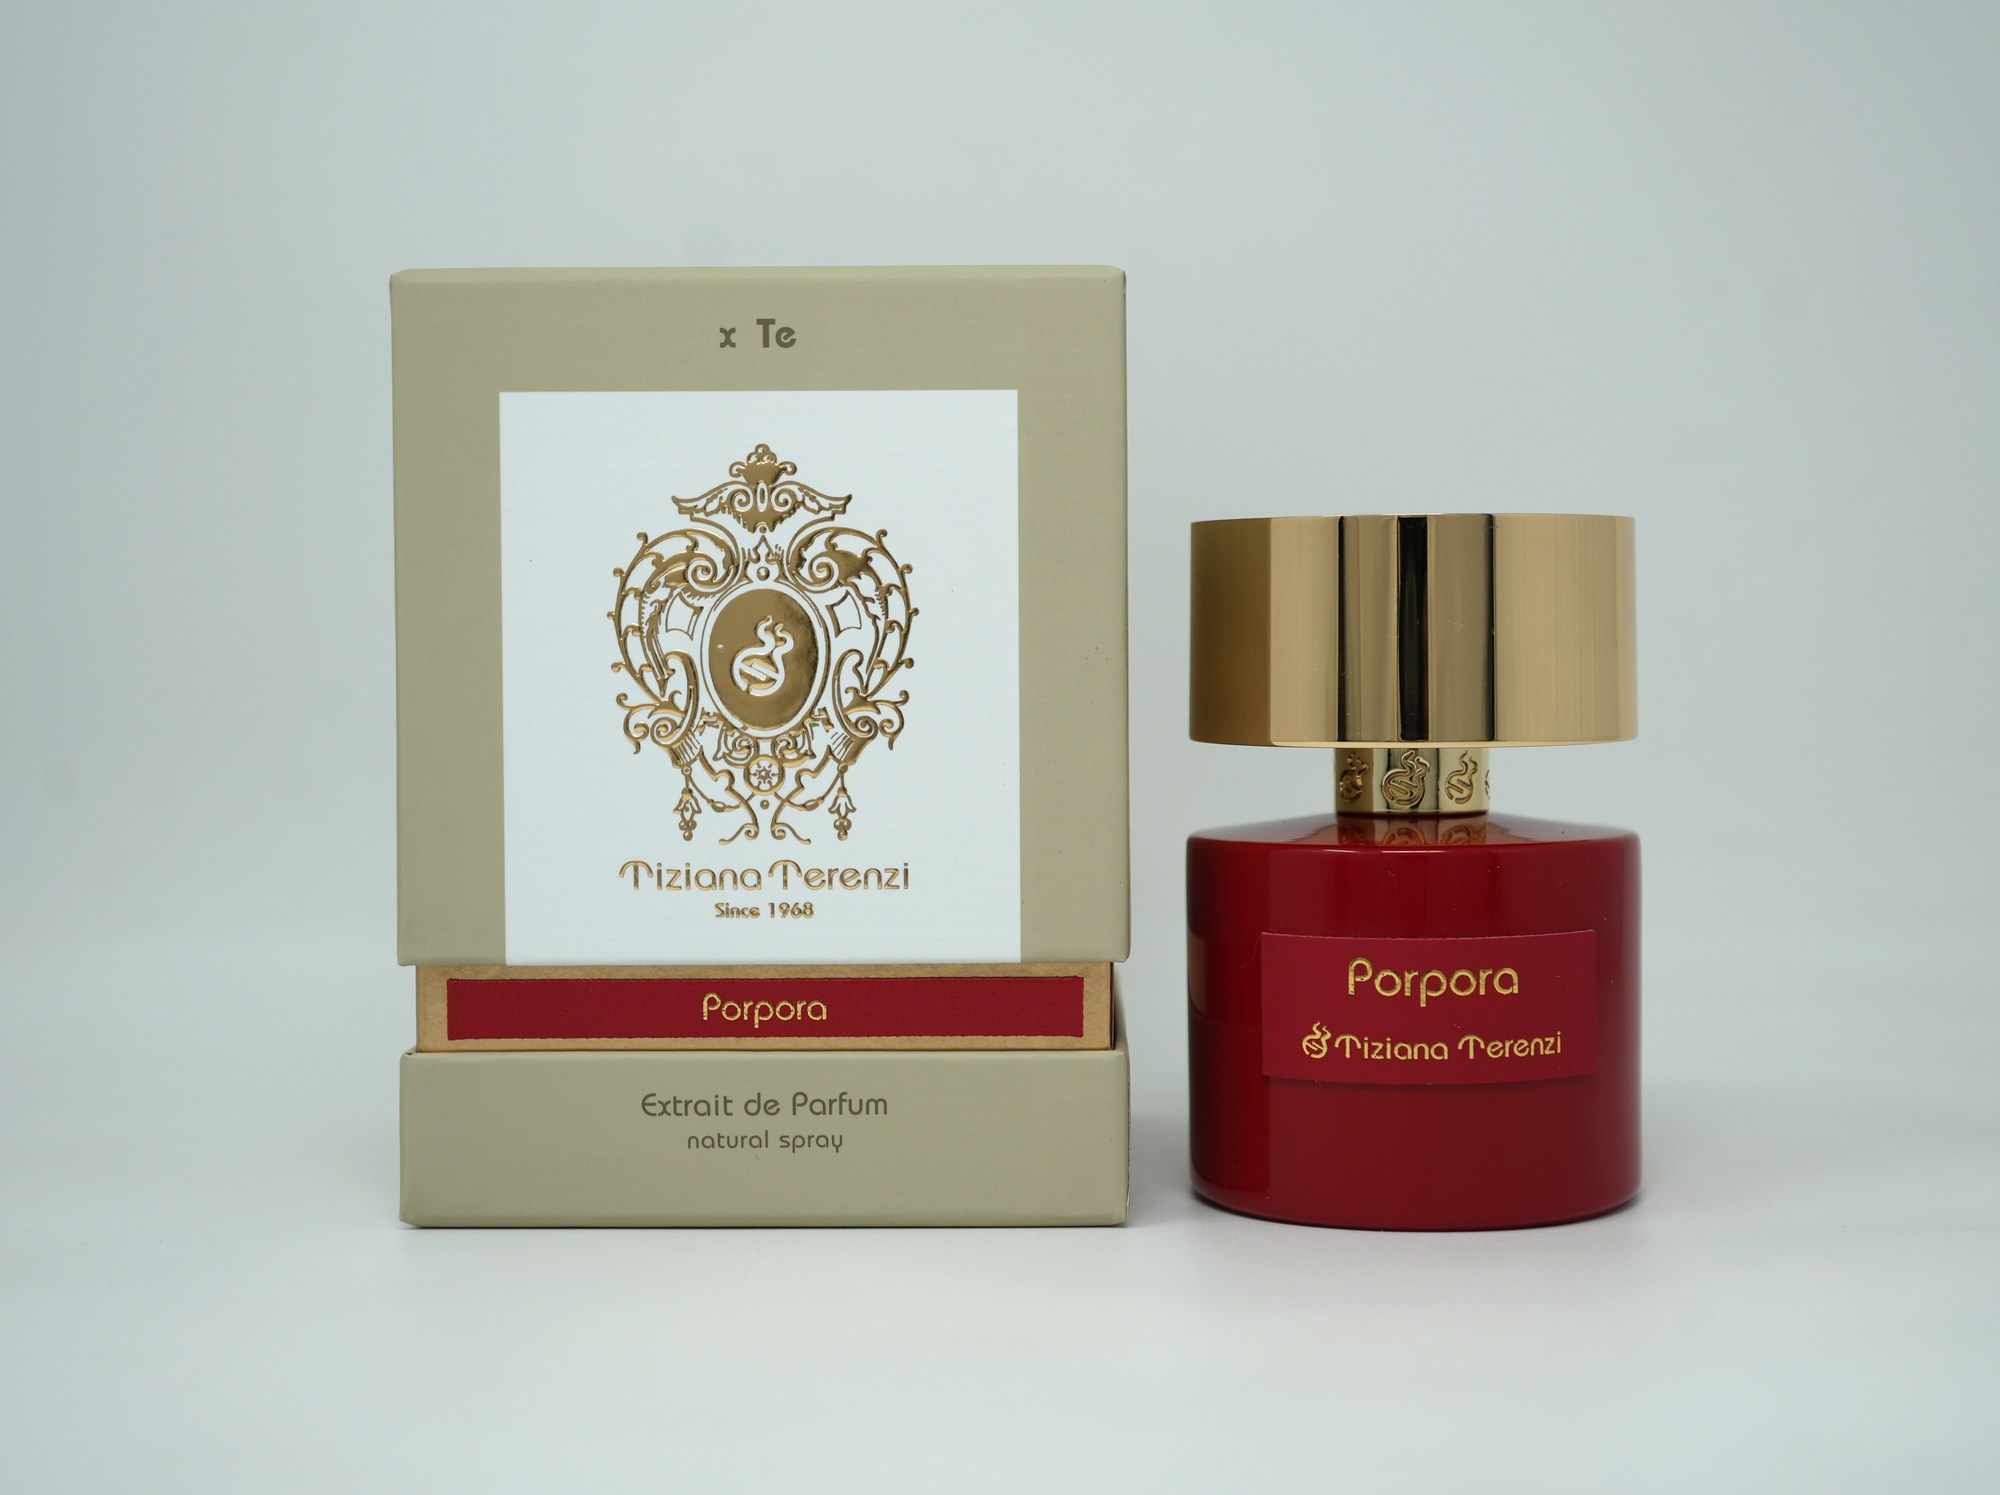 x Te
Tiziana Terenzi
Since 1968
Porpora
Extrait de Parfum
natural spray
Porpora
Tiziana Terenzi